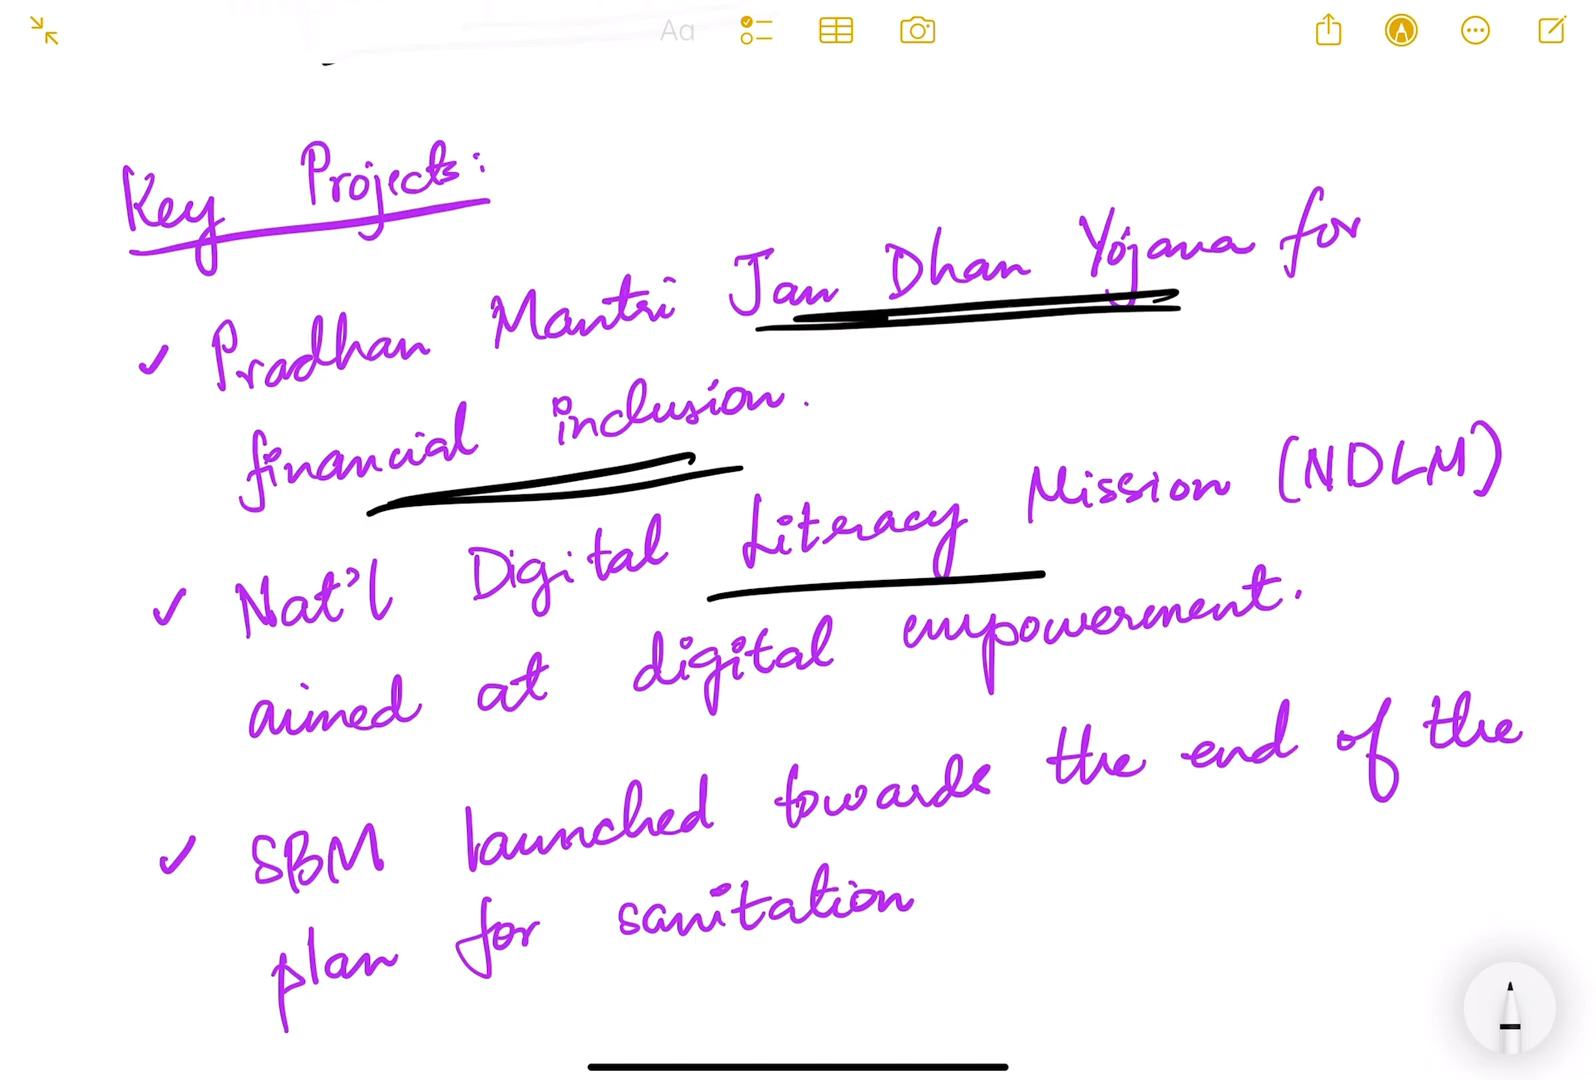 Aa
Key Projects:
✓ Pradhan Mantri Jan Dhan Yojana for
financial inclusion.
✓ Nat'l Digital Literacy Mission (NDLM)
aimed at digital empowerment.
✓ SBM launched towards the end of the
plan for sanitation